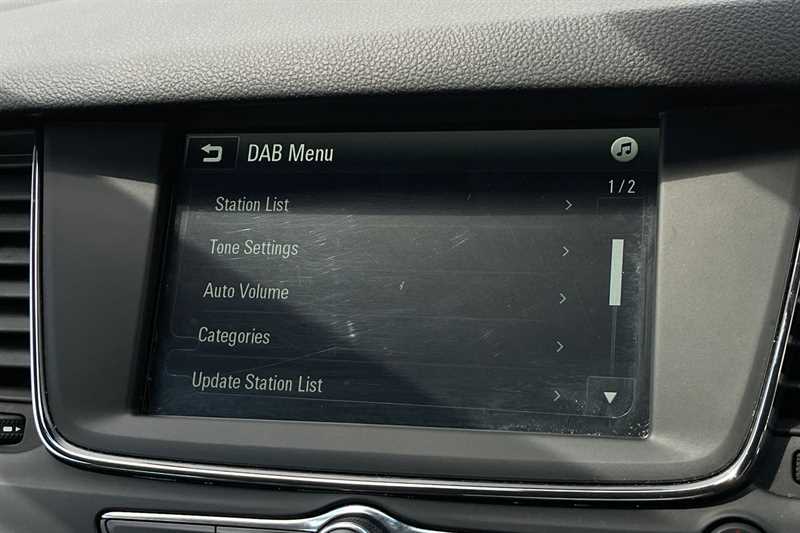 DAB Menu
1/2
Station List
Tone Settings
Auto Volume
Categories
Update Station List